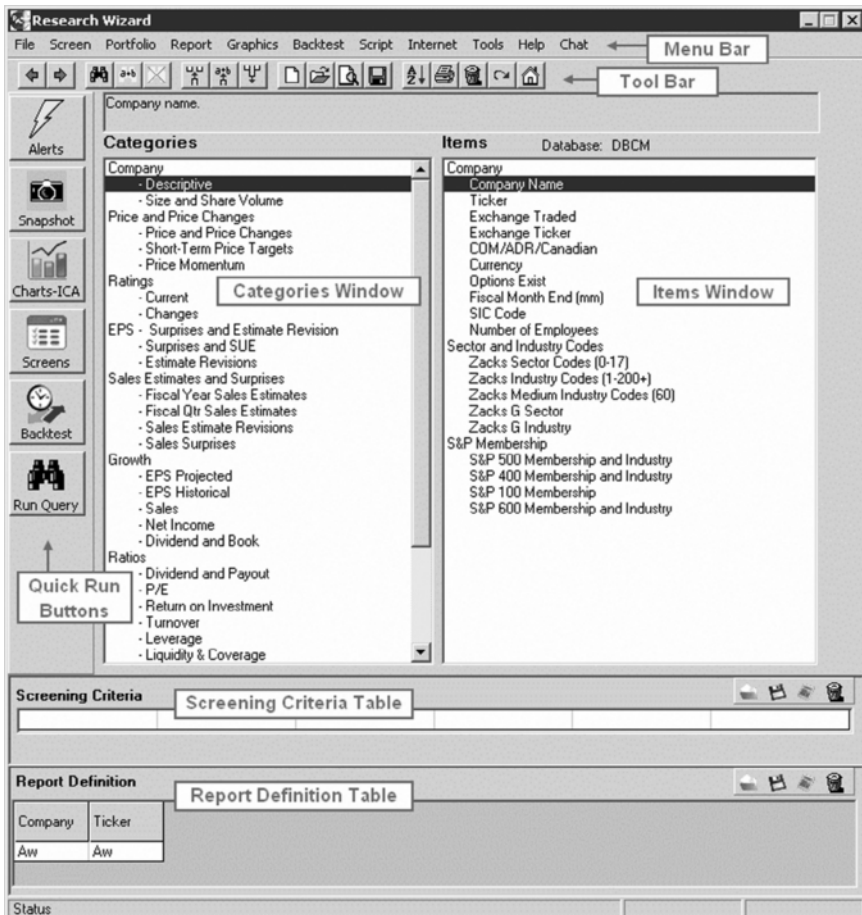 Research Wizard
File Screen Portfolio Report Graphics Backtest Script Internet Tools Help Chat
Menu Bar
Tool Bar
Company name.
Alerts
Snapshot
Charts-ICA
Screens
Backtest
Run Query
Quick Run
Buttons
Categories
Company
- Descriptive
- Size and Share Volume
Price and Price Changes
- Price and Price Changes
- Short-Term Price Targets
- Price Momentum
Ratings
- Current
- Changes
EPS - Surprises and Estimate Revision
- Surprises and SUE
- Estimate Revisions
Sales Estimates and Surprises
- Fiscal Year Sales Estimates
- Fiscal Qtr Sales Estimates
- Sales Estimate Revisions
- Sales Surprises
Growth
- EPS Projected
- EPS Historical
- Sales
- Net Income
- Dividend and Book
Ratios
- Dividend and Payout
- P/E
- Return on Investment
- Turnover
- Leverage
- Liquidity & Coverage
Categories Window
Items Database: DBCM
Company
Company Name
Ticker
Exchange Traded
Exchange Ticker
COM/ADR/Canadian
Currency
Options Exist
Fiscal Month End (mm)
SIC Code
Number of Employees
Sector and Industry Codes
Zacks Sector Codes (0-17)
Zacks Industry Codes (1-200+)
Zacks Medium Industry Codes (60)
Zacks G Sector
Zacks G Industry
S&P Membership
S&P 500 Membership and Industry
S&P 400 Membership and Industry
S&P 100 Membership
S&P 600 Membership and Industry
Items Window
Screening Criteria
Screening Criteria Table
Report Definition
Report Definition Table
Company Ticker
Aw Aw
Status